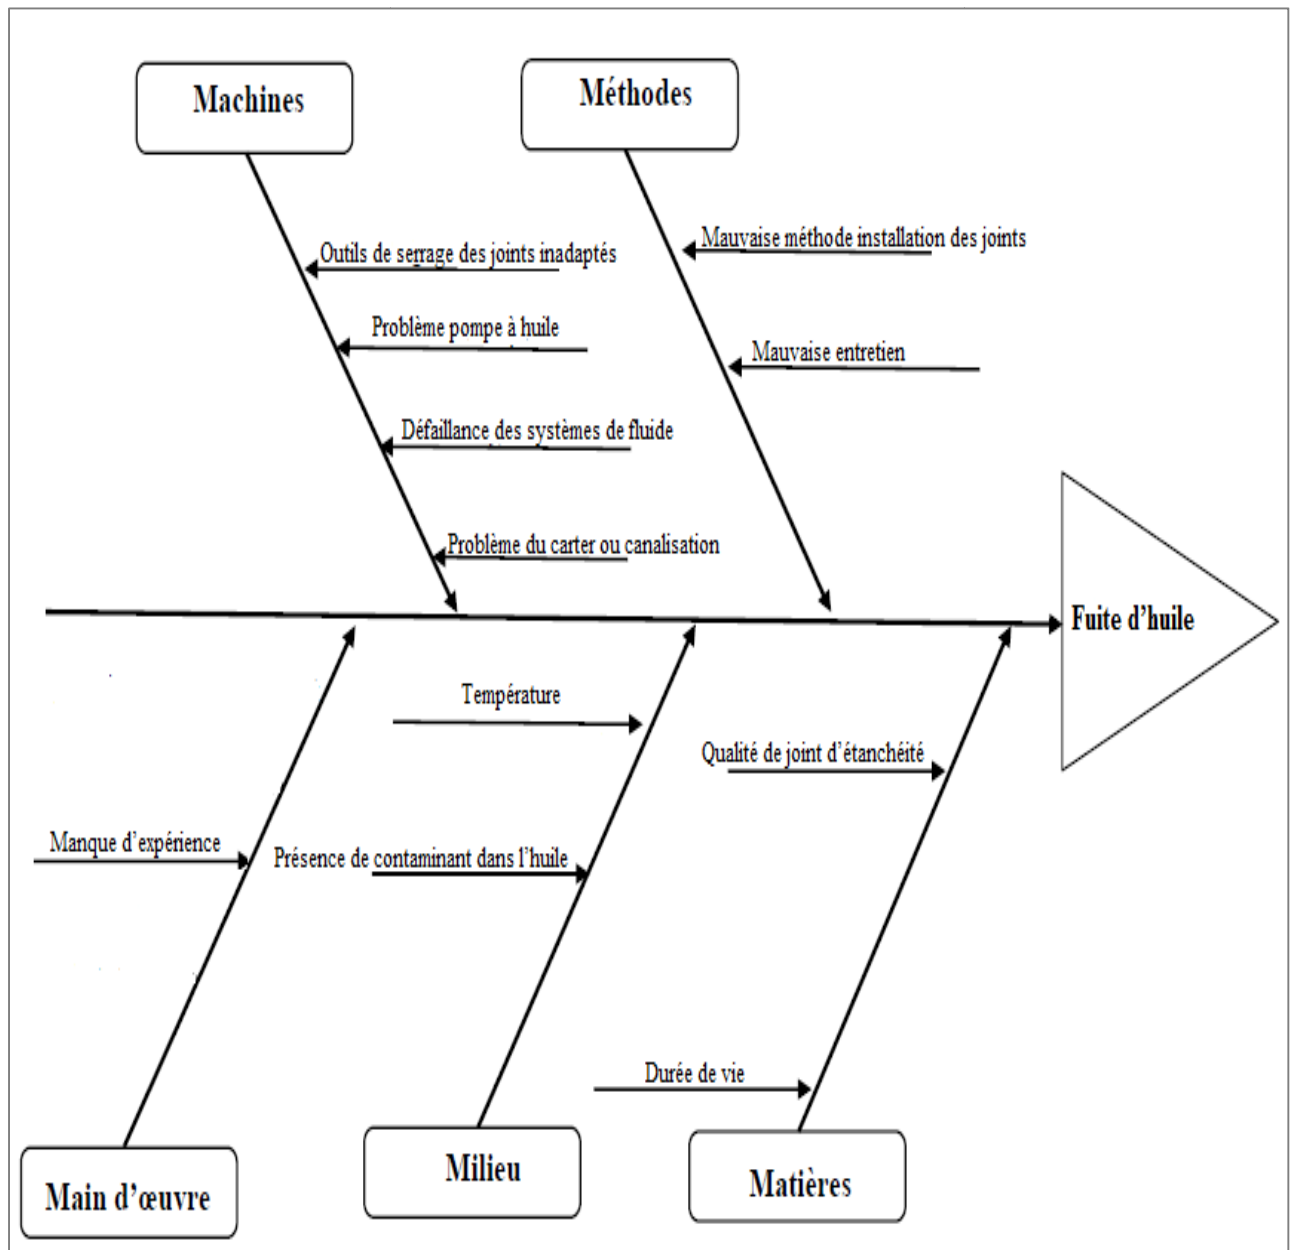 Machines
Méthodes
Outils de serrage des joints inadaptés
Mauvaise méthode installation des joints
Problème pompe à huile
Mauvaise entretien
Défaillance des systèmes de fluide
Problème du carter ou canalisation
Fuite d’huile
Température
Qualité de joint d’étanchéité
Manque d’expérience
Présence de contaminant dans l’huile
Durée de vie
Main d’œuvre
Milieu
Matières